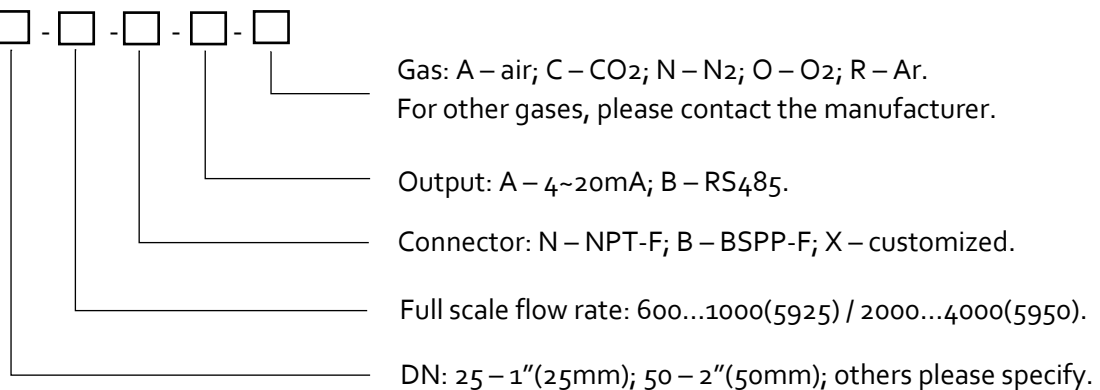 - - - -
Gas: A – air; C – CO2; N – N2; O – O2; R – Ar.
For other gases, please contact the manufacturer.
Output: A – 4~20mA; B – RS485.
Connector: N – NPT-F; B – BSPP-F; X – customized.
Full scale flow rate: 600...1000(5925) / 2000...4000(5950).
DN: 25 – 1”(25mm); 50 – 2”(50mm); others please specify.